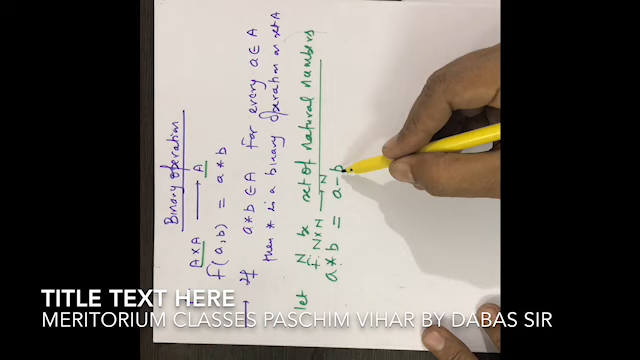 Binary operation
A×A ⟶ A
f(a,b) = a*b
⟶ If a*b ∈ A for every a ∈ A
then * is a binary operation on set A
let N be set of natural numbers
f: N×N ⟶ N
a*b = a-b
TITLE TEXT HERE
MERITORIUM CLASSES PASCHIM VIHAR BY DABAS SIR